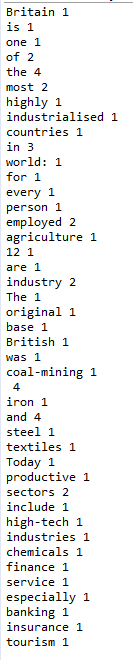 Britain 1
is 1
one 1
of 2
the 4
most 2
highly 1
industrialised 1
countries 1
in 3
world: 1
for 1
every 1
person 1
employed 2
agriculture 1
12 1
are 1
industry 2
The 1
original 1
base 1
British 1
was 1
coal-mining 1
 4
iron 1
and 4
steel 1
textiles 1
Today 1
productive 1
sectors 2
include 1
high-tech 1
industries 1
chemicals 1
finance 1
service 1
especially 1
banking 1
insurance 1
tourism 1